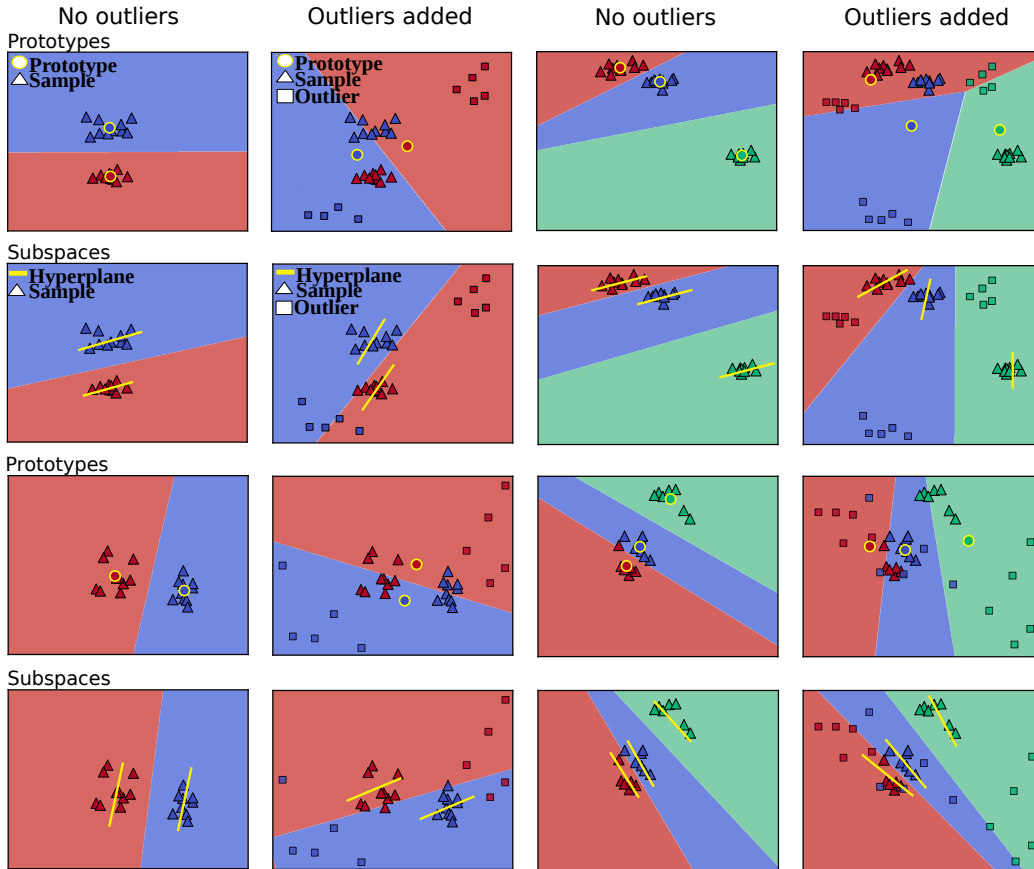 No outliers
Outliers added
No outliers
Outliers added
Prototypes
Prototype
Sample
Prototype
Sample
Outlier
Subspaces
Hyperplane
Sample
Hyperplane
Sample
Outlier
Prototypes
Subspaces